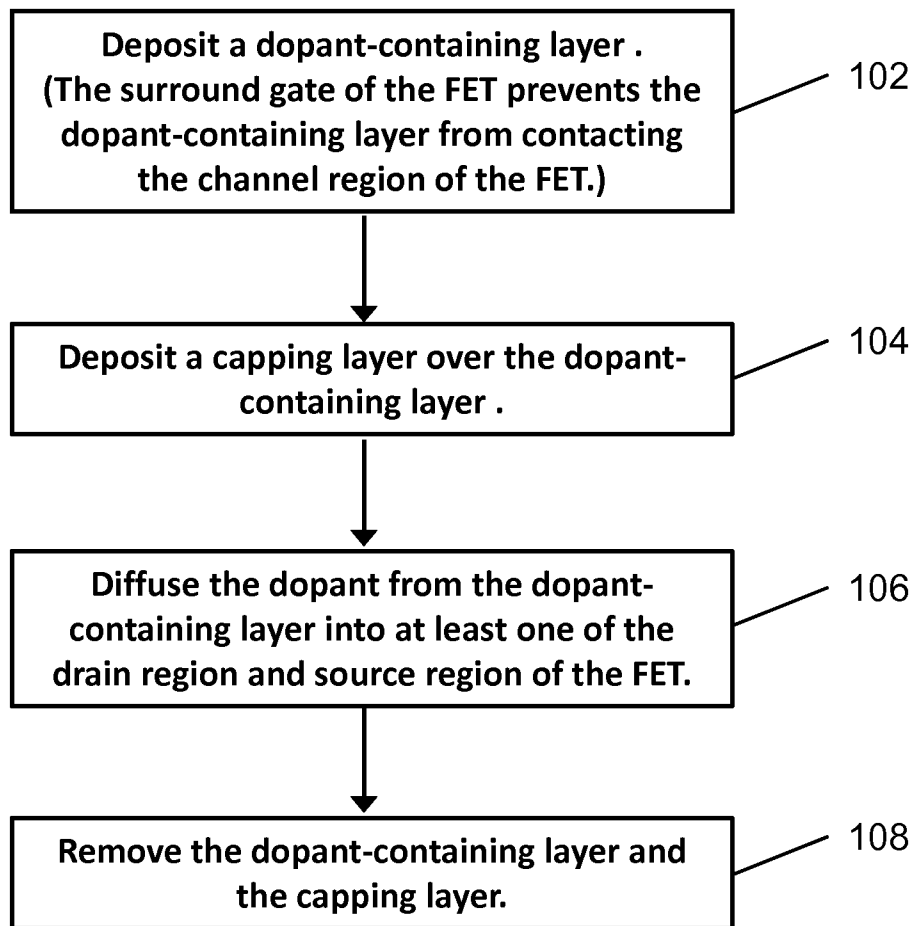 Deposit a dopant-containing layer .
(The surround gate of the FET prevents the
dopant-containing layer from contacting
the channel region of the FET.)
102
Deposit a capping layer over the dopant-
containing layer .
104
Diffuse the dopant from the dopant-
containing layer into at least one of the
drain region and source region of the FET.
106
Remove the dopant-containing layer and
the capping layer.
108